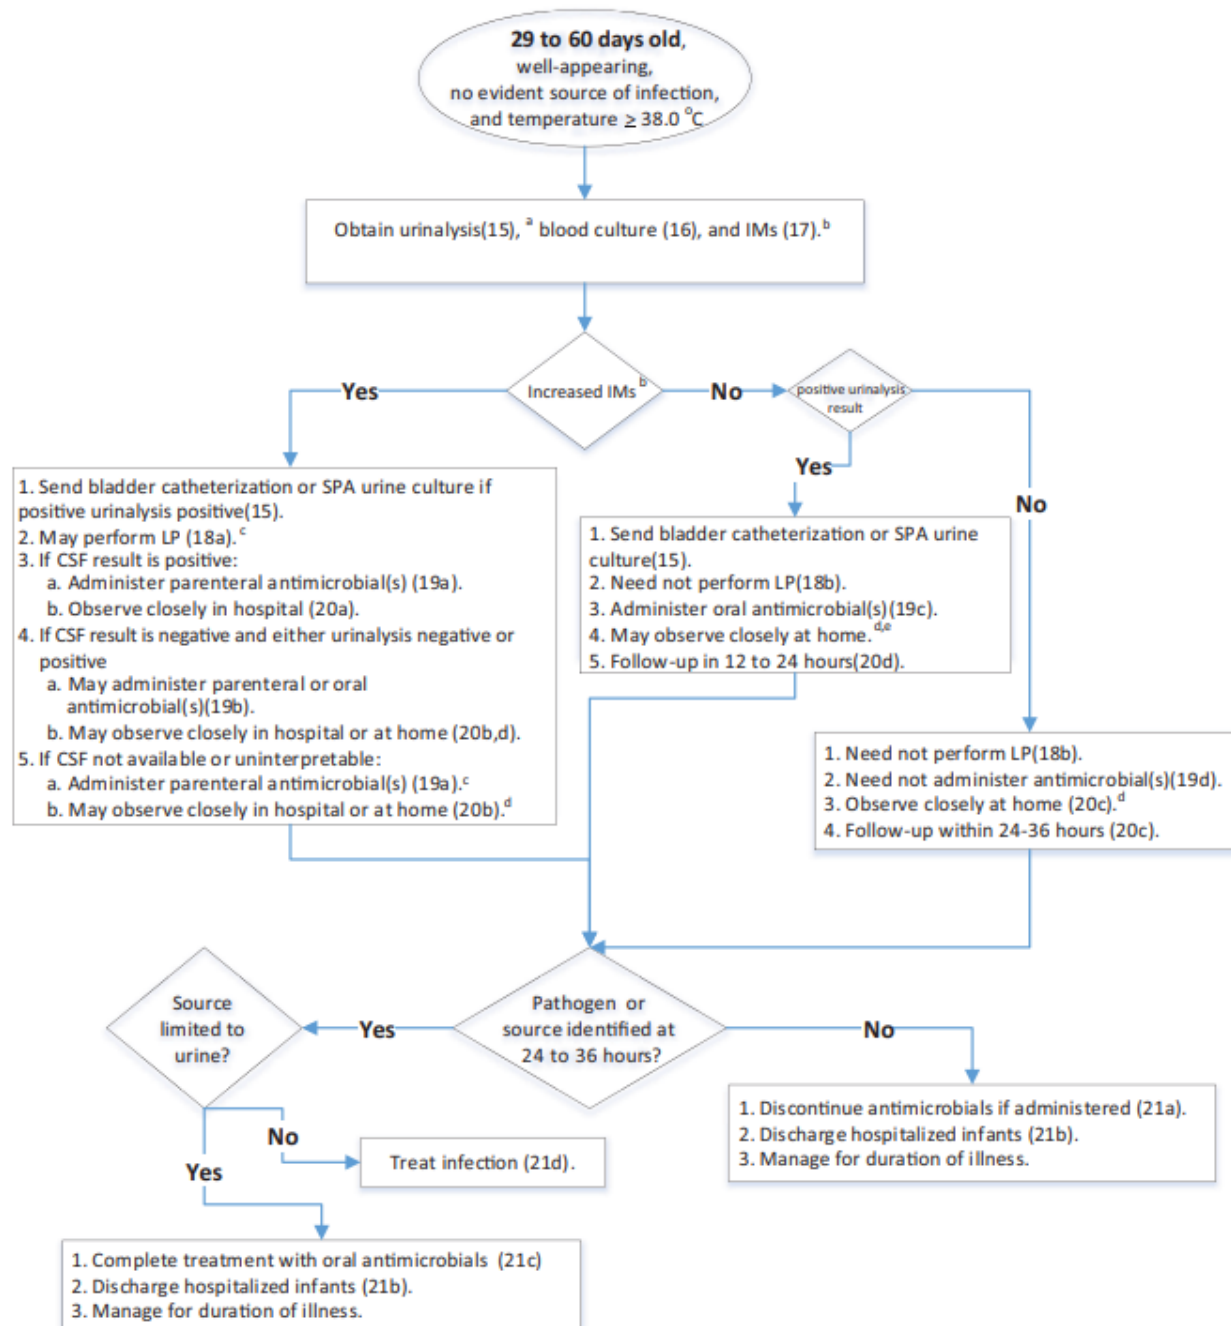 29 to 60 days old,
well-appearing,
no evident source of infection,
and temperature ≥ 38.0 °C
Obtain urinalysis(15), ᵃ blood culture (16), and IMs (17).ᵇ
Increased IMsᵇ
Yes
No
positive urinalysis
result
Yes
No
1. Send bladder catheterization or SPA urine culture if
positive urinalysis positive(15).
2. May perform LP (18a).ᶜ
3. If CSF result is positive:
a. Administer parenteral antimicrobial(s) (19a).
b. Observe closely in hospital (20a).
4. If CSF result is negative and either urinalysis negative or
positive
a. May administer parenteral or oral
antimicrobial(s)(19b).
b. May observe closely in hospital or at home (20b,d).
5. If CSF not available or uninterpretable:
a. Administer parenteral antimicrobial(s) (19a).ᶜ
b. May observe closely in hospital or at home (20b).ᵈ
1. Send bladder catheterization or SPA urine
culture(15).
2. Need not perform LP(18b).
3. Administer oral antimicrobial(s)(19c).
4. May observe closely at home.ᵈ,ᵉ
5. Follow-up in 12 to 24 hours(20d).
1. Need not perform LP(18b).
2. Need not administer antimicrobial(s)(19d).
3. Observe closely at home (20c).ᵈ
4. Follow-up within 24-36 hours (20c).
Pathogen or
source identified at
24 to 36 hours?
Yes
No
Source
limited to
urine?
No
Yes
Treat infection (21d).
1. Discontinue antimicrobials if administered (21a).
2. Discharge hospitalized infants (21b).
3. Manage for duration of illness.
1. Complete treatment with oral antimicrobials (21c)
2. Discharge hospitalized infants (21b).
3. Manage for duration of illness.